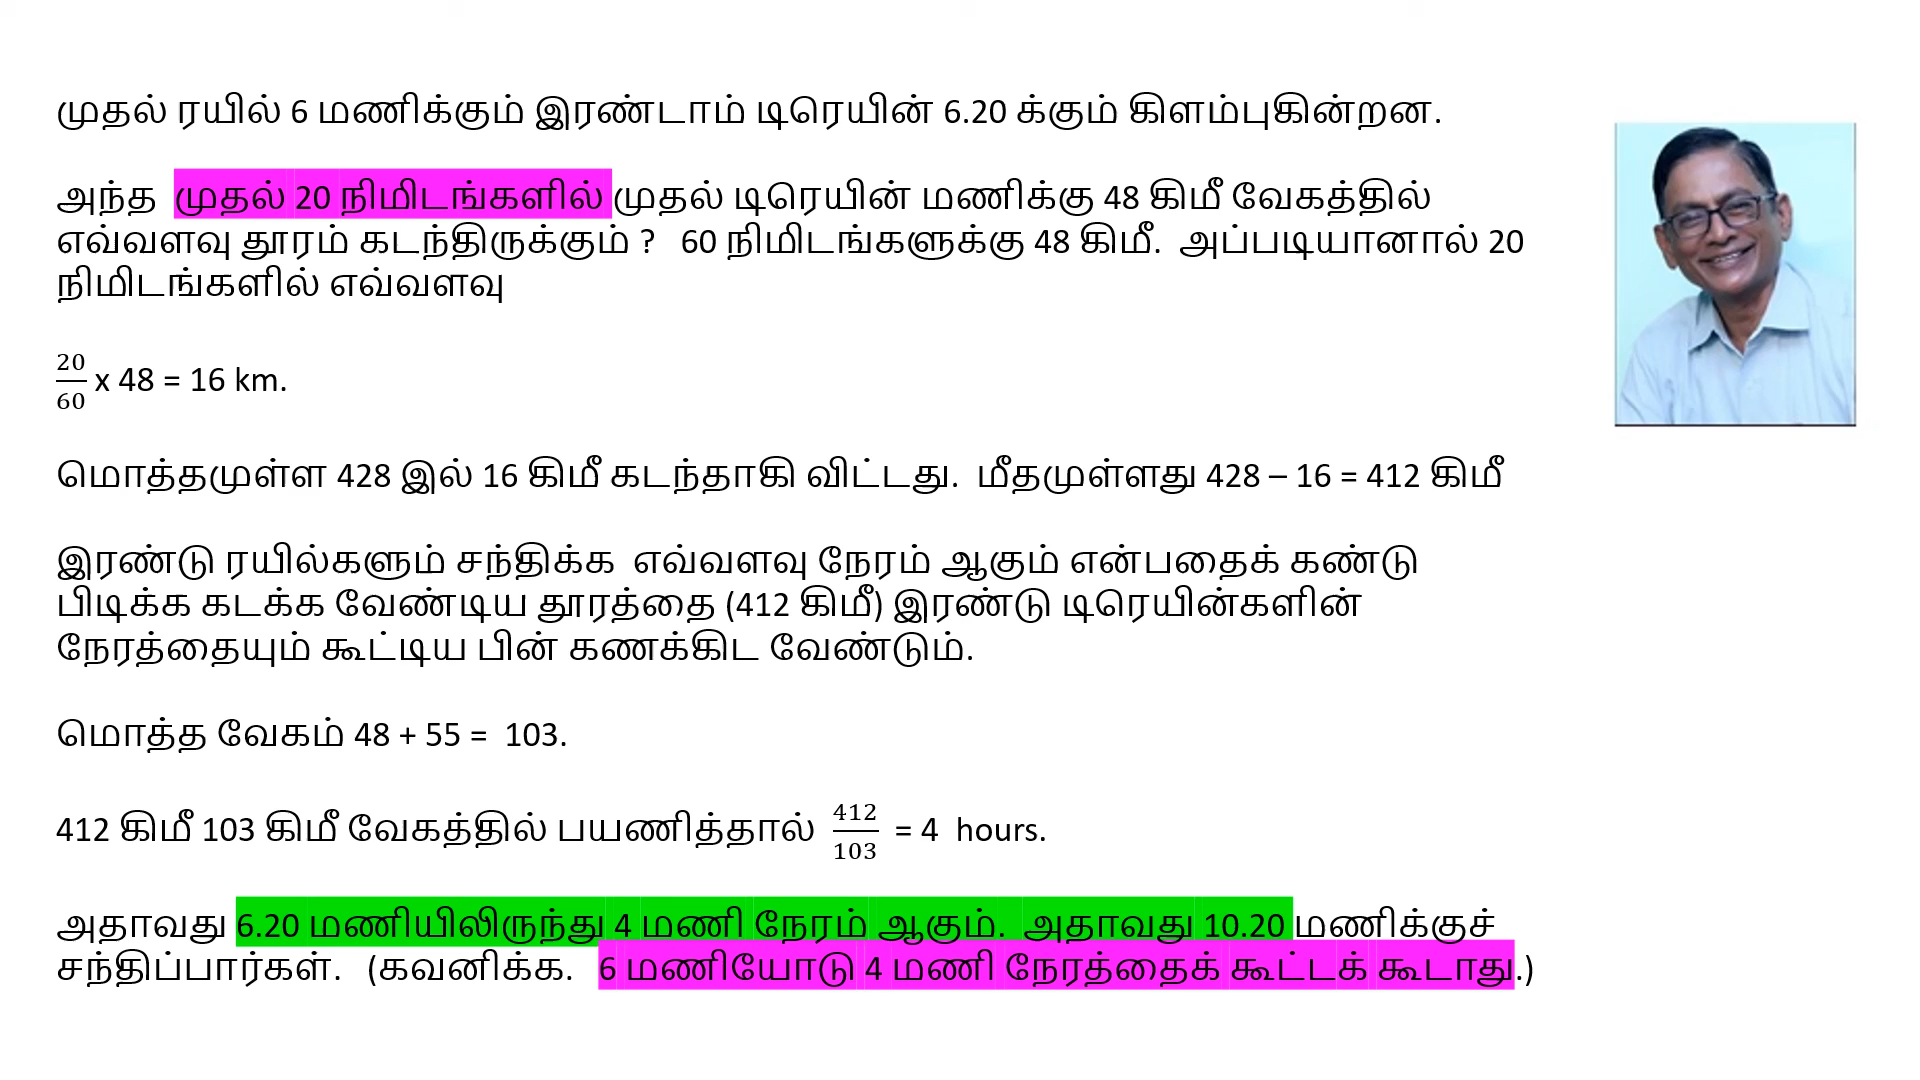 முதல் ரயில் 6 மணிக்கும் இரண்டாம் டிரெயின் 6.20 க்கும் கிளம்புகின்றன.
அந்த முதல் 20 நிமிடங்களில் முதல் டிரெயின் மணிக்கு 48 கிமீ வேகத்தில்
எவ்வளவு தூரம் கடந்திருக்கும் ? 60 நிமிடங்களுக்கு 48 கிமீ. அப்படியானால் 20
நிமிடங்களில் எவ்வளவு
20/60 x 48 = 16 km.
மொத்தமுள்ள 428 இல் 16 கிமீ கடந்தாகி விட்டது. மீதமுள்ளது 428 – 16 = 412 கிமீ
இரண்டு ரயில்களும் சந்திக்க எவ்வளவு நேரம் ஆகும் என்பதைக் கண்டு
பிடிக்க கடக்க வேண்டிய தூரத்தை (412 கிமீ) இரண்டு டிரெயின்களின்
நேரத்தையும் கூட்டிய பின் கணக்கிட வேண்டும்.
மொத்த வேகம் 48 + 55 = 103.
412 கிமீ 103 கிமீ வேகத்தில் பயணித்தால் 412/103 = 4 hours.
அதாவது 6.20 மணியிலிருந்து 4 மணி நேரம் ஆகும். அதாவது 10.20 மணிக்குச்
சந்திப்பார்கள். (கவனிக்க. 6 மணியோடு 4 மணி நேரத்தைக் கூட்டக் கூடாது.)